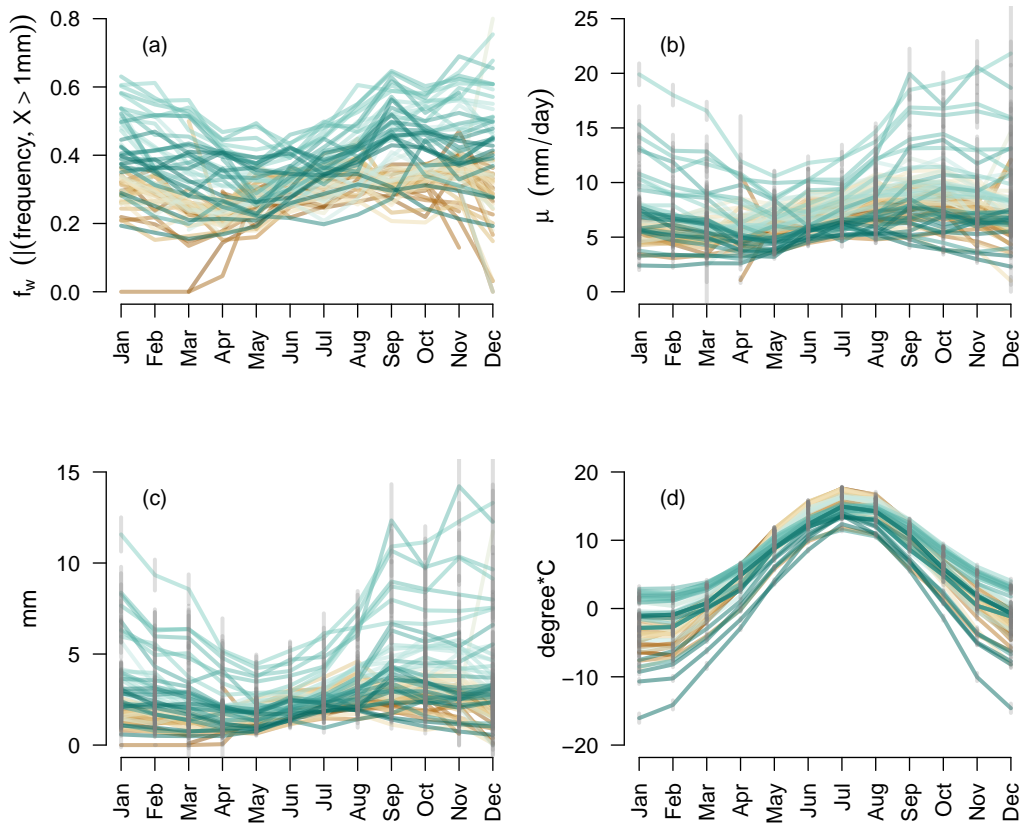 (a)
f_w (|(frequency, X > 1mm))
0.8
0.6
0.4
0.2
0.0
Jan
Feb
Mar
Apr
May
Jun
Jul
Aug
Sep
Oct
Nov
Dec
(b)
μ (mm/day)
25
20
15
10
5
0
Jan
Feb
Mar
Apr
May
Jun
Jul
Aug
Sep
Oct
Nov
Dec
(c)
mm
15
10
5
0
Jan
Feb
Mar
Apr
May
Jun
Jul
Aug
Sep
Oct
Nov
Dec
(d)
degree*C
20
10
0
−10
−20
Jan
Feb
Mar
Apr
May
Jun
Jul
Aug
Sep
Oct
Nov
Dec